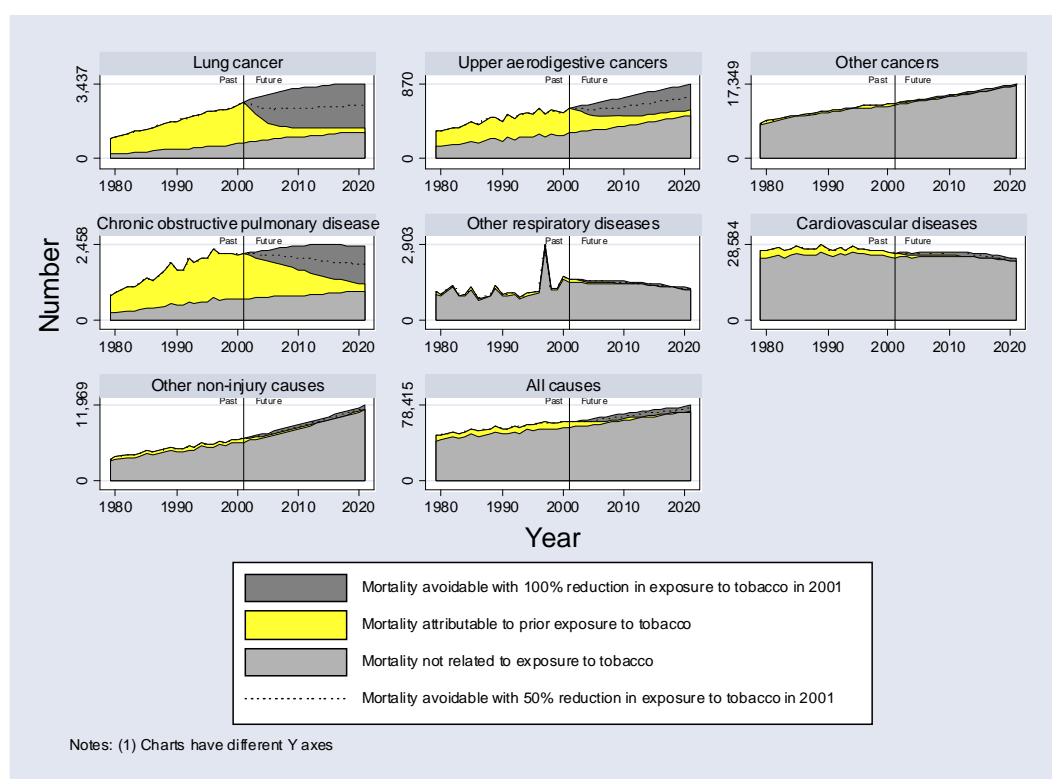 Lung cancer
Past Future
3,437
0
1980 1990 2000 2010 2020
Upper aerodigestive cancers
Past Future
870
0
1980 1990 2000 2010 2020
Other cancers
Past Future
17,349
0
1980 1990 2000 2010 2020
Chronic obstructive pulmonary disease
Past Future
2,458
0
1980 1990 2000 2010 2020
Other respiratory diseases
Past Future
2,903
0
1980 1990 2000 2010 2020
Cardiovascular diseases
Past Future
28,584
0
1980 1990 2000 2010 2020
Number
Other non-injury causes
Past Future
11,969
0
1980 1990 2000 2010 2020
All causes
Past Future
78,415
0
1980 1990 2000 2010 2020
Year
Mortality avoidable with 100% reduction in exposure to tobacco in 2001
Mortality attributable to prior exposure to tobacco
Mortality not related to exposure to tobacco
Mortality avoidable with 50% reduction in exposure to tobacco in 2001
Notes: (1) Charts have different Y axes